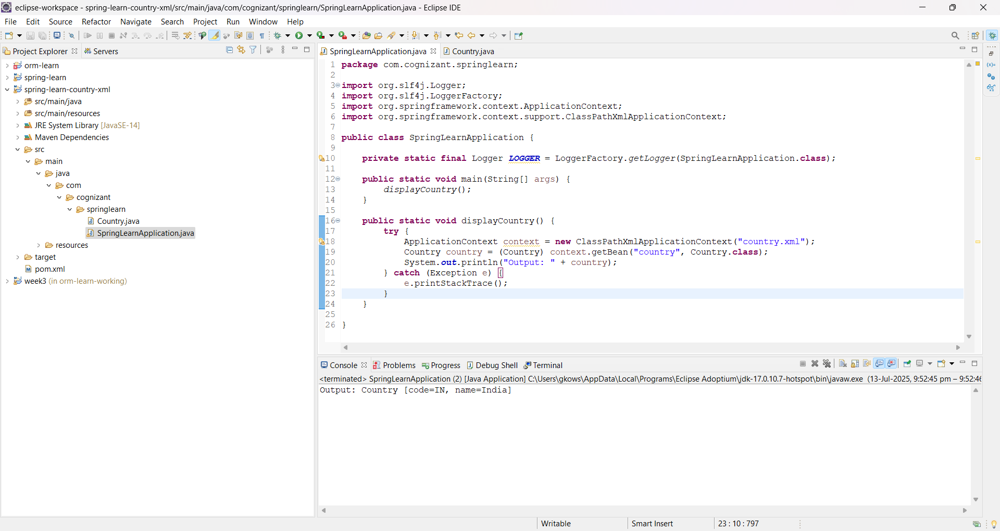 eclipse-workspace - spring-learn-country-xml/src/main/java/com/cognizant/springlearn/SpringLearnApplication.java - Eclipse IDE
File Edit Source Refactor Navigate Search Project Run Window Help
Project Explorer
Servers
orm-learn
spring-learn
spring-learn-country-xml
src/main/java
src/main/resources
JRE System Library [JavaSE-14]
Maven Dependencies
src
main
java
com
cognizant
springlearn
Country.java
SpringLearnApplication.java
resources
target
pom.xml
week3 (in orm-learn-working)
SpringLearnApplication.java
Country.java
1 package com.cognizant.springlearn;
2
3 import org.slf4j.Logger;
4 import org.slf4j.LoggerFactory;
5 import org.springframework.context.ApplicationContext;
6 import org.springframework.context.support.ClassPathXmlApplicationContext;
7
8 public class SpringLearnApplication {
9
10 private static final Logger LOGGER = LoggerFactory.getLogger(SpringLearnApplication.class);
11
12 public static void main(String[] args) {
13 displayCountry();
14 }
15
16 public static void displayCountry() {
17 try {
18 ApplicationContext context = new ClassPathXmlApplicationContext("country.xml");
19 Country country = (Country) context.getBean("country", Country.class);
20 System.out.println("Output: " + country);
21 } catch (Exception e) {
22 e.printStackTrace();
23 }
24 }
25
26 }
Console Problems Progress Debug Shell Terminal
<terminated> SpringLearnApplication (2) [Java Application] C:\Users\gkows\AppData\Local\Programs\Eclipse Adoptium\jdk-17.0.10.7-hotspot\bin\javaw.exe (13-Jul-2025, 9:52:45 pm – 9:52:46
Output: Country [code=IN, name=India]
Writable Smart Insert 23 : 10 : 797